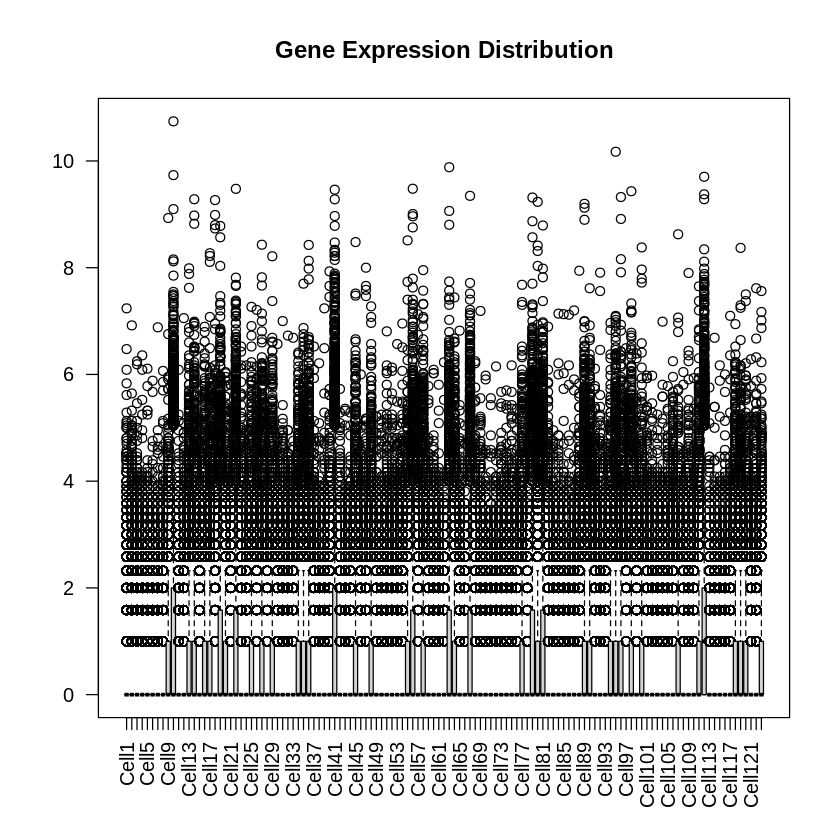 Gene Expression Distribution
10
8
6
4
2
0
Cell1
Cell5
Cell9
Cell13
Cell17
Cell21
Cell25
Cell29
Cell33
Cell37
Cell41
Cell45
Cell49
Cell53
Cell57
Cell61
Cell65
Cell69
Cell73
Cell77
Cell81
Cell85
Cell89
Cell93
Cell97
Cell101
Cell105
Cell109
Cell113
Cell117
Cell121